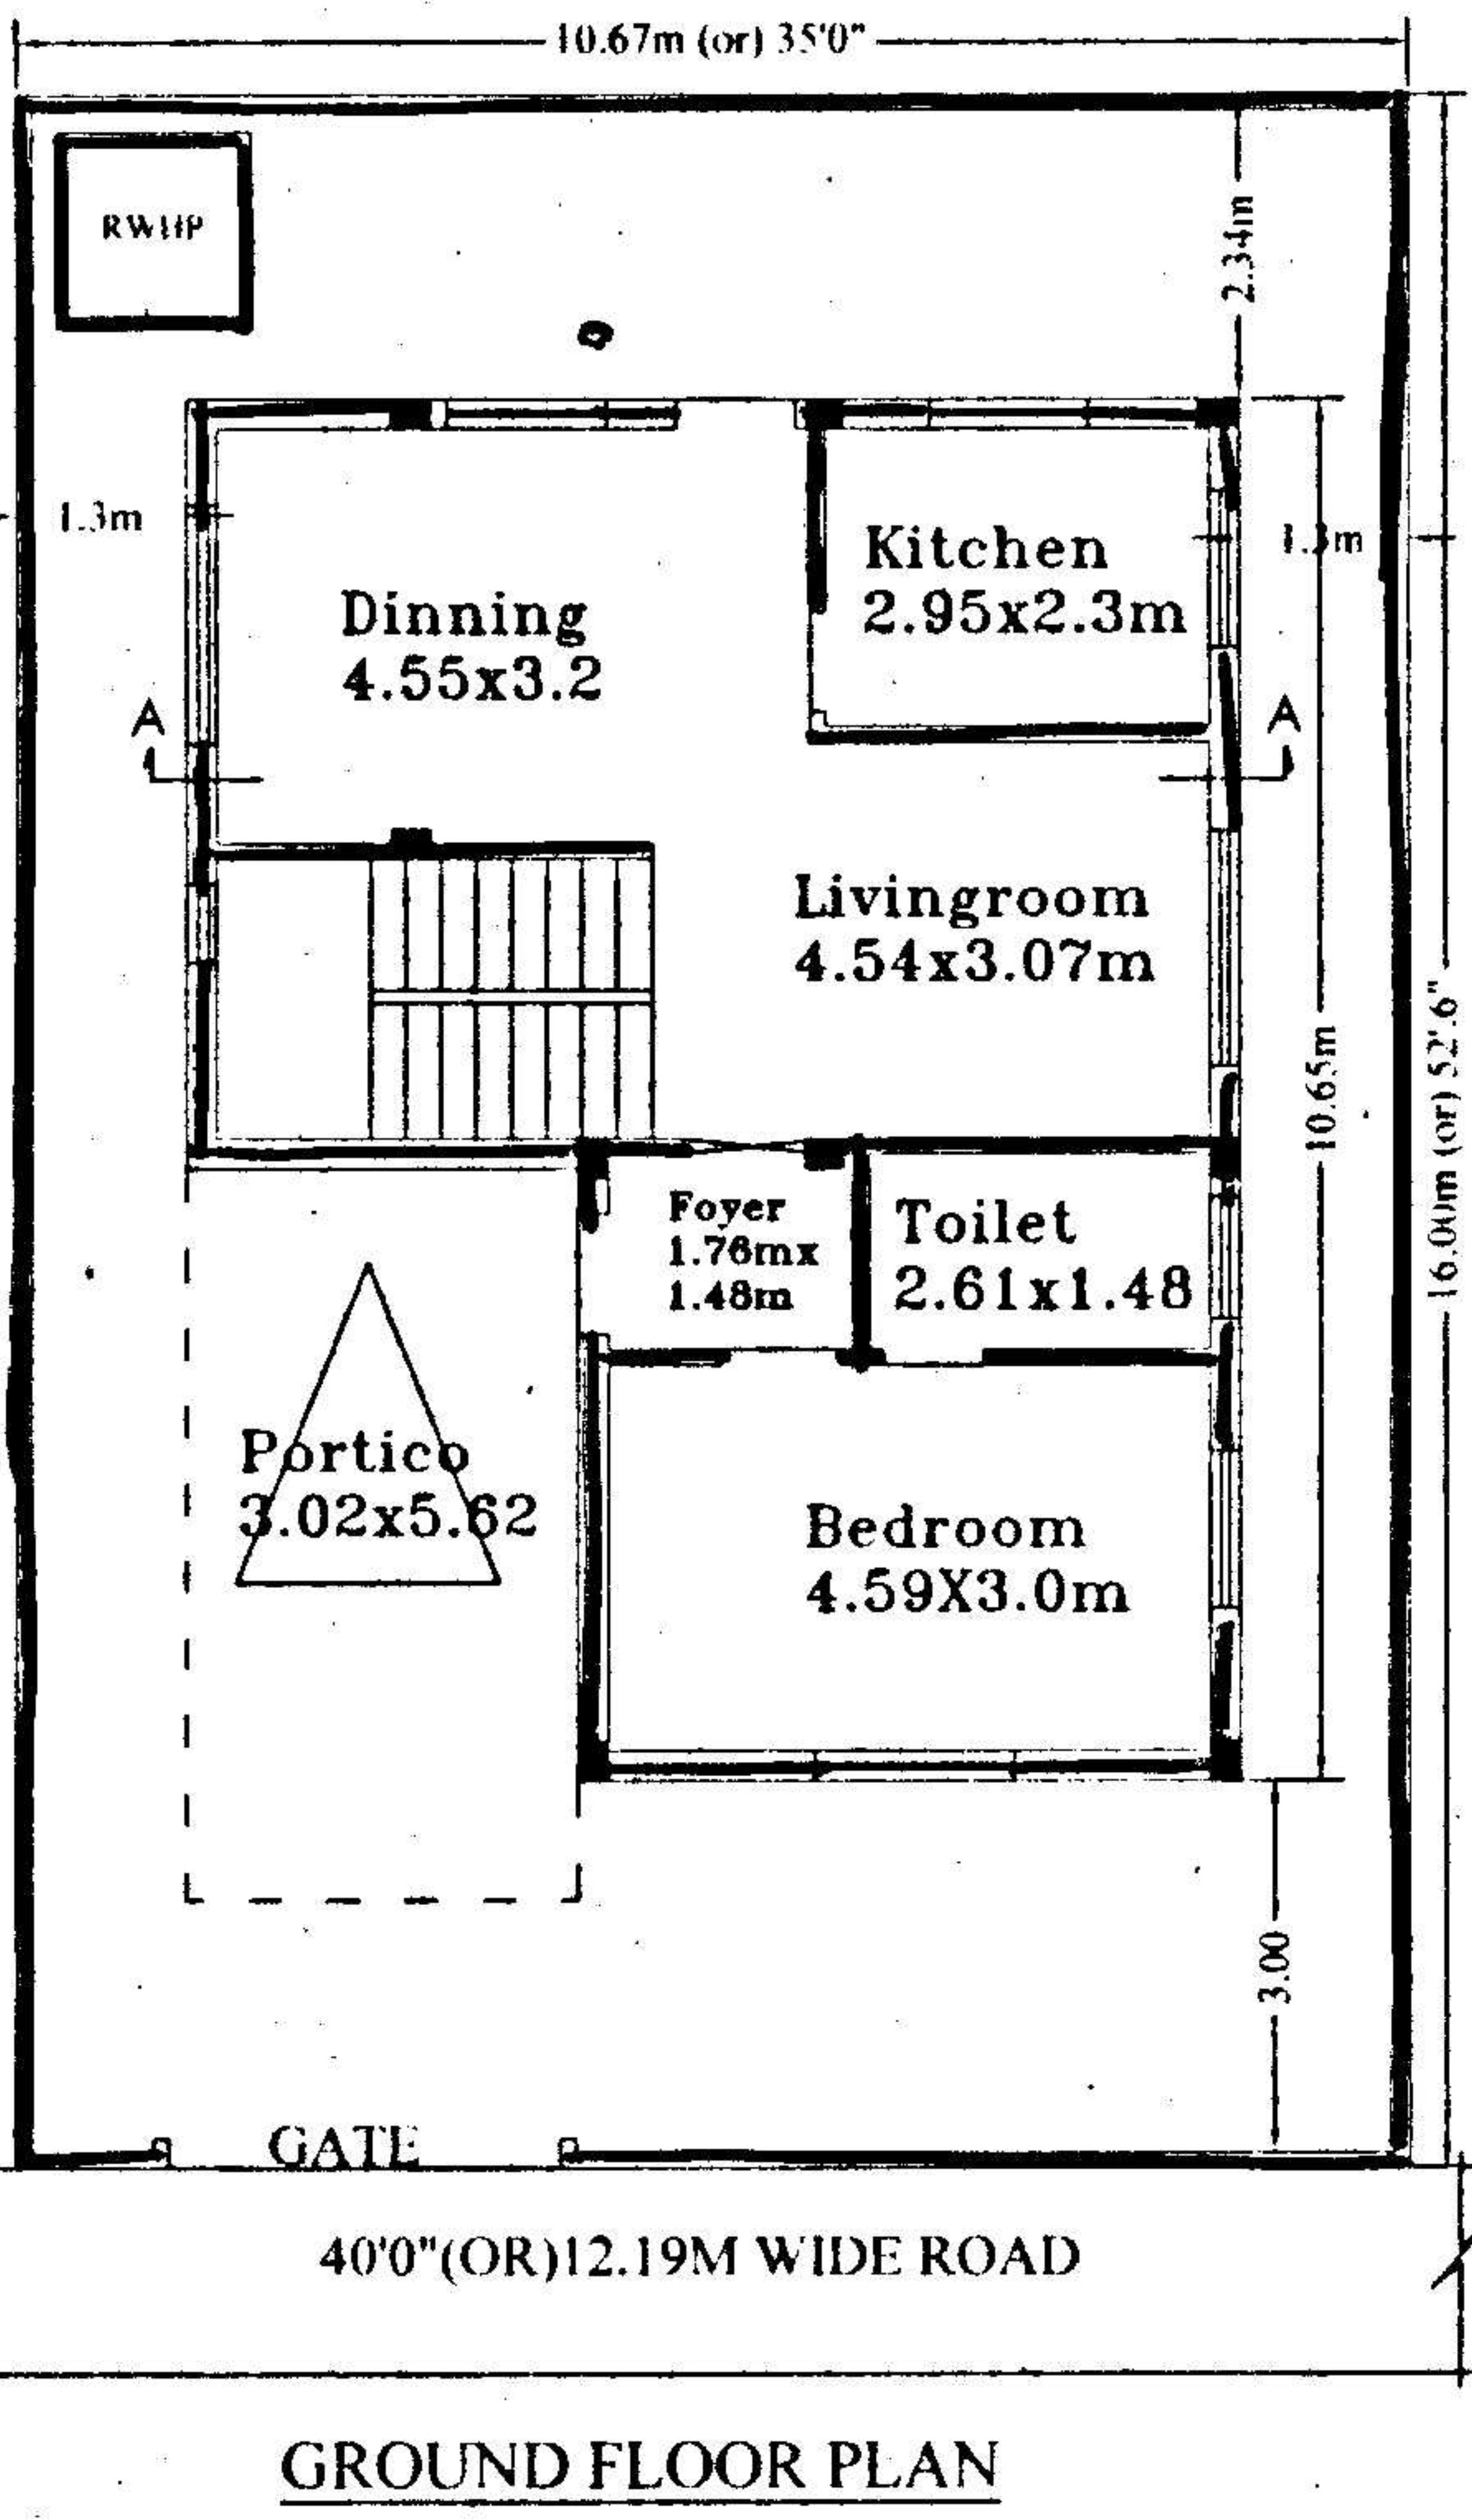 10.67m (or) 35'0"
RWHP
2.34m
1.3m
Kitchen
2.95x2.3m
1.3m
Dinning
4.55x3.2
A
A
Livingroom
4.54x3.07m
10.65m
16.00m (or) 52'.6"
Foyer
1.76mx
1.48m
Toilet
2.61x1.48
Portico
3.02x5.62
Bedroom
4.59X3.0m
3.00
GATE
40'0"(OR)12.19M WIDE ROAD
GROUND FLOOR PLAN